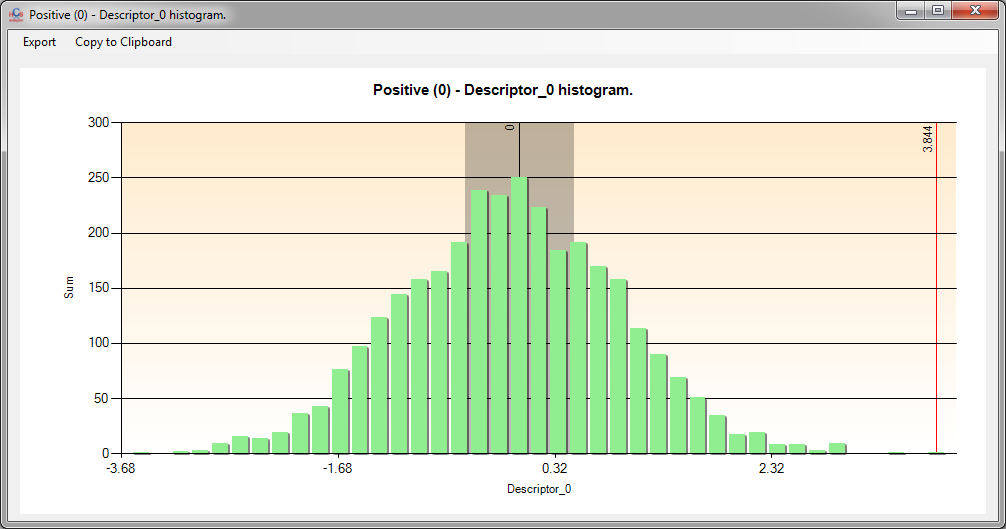 Positive (0) - Descriptor_0 histogram.
Export Copy to Clipboard
Positive (0) - Descriptor_0 histogram.
300
250
200
150
100
50
0
Sum
0
3.844
-3.68 -1.68 0.32 2.32
Descriptor_0